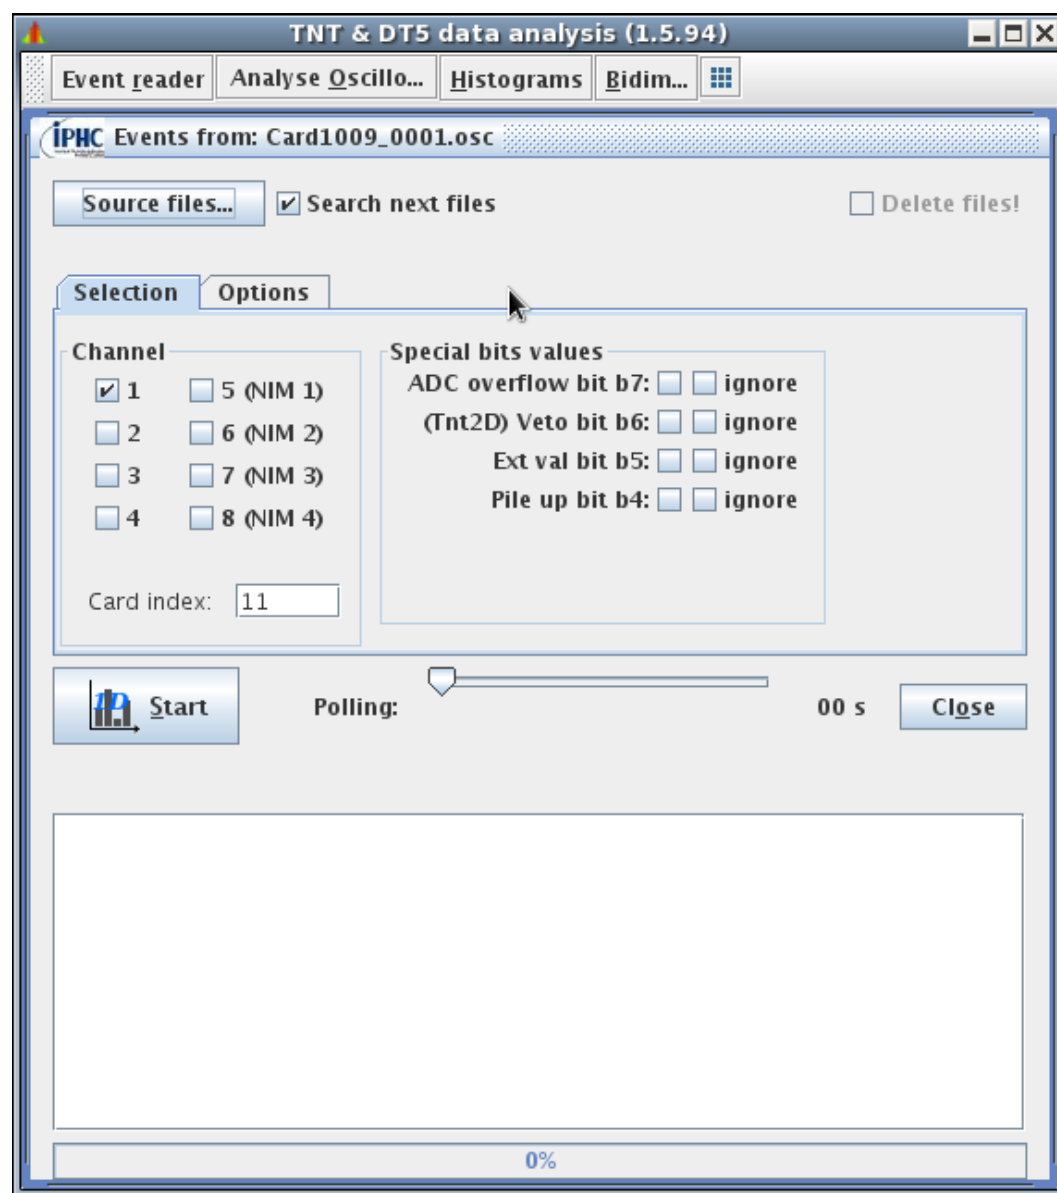 TNT & DT5 data analysis (1.5.94)
Event reader Analyse Oscillo... Histograms Bidim...
iPHC Events from: Card1009_0001.osc
Source files... Search next files Delete files!
Selection Options
Channel Special bits values
1 5 (NIM 1) ADC overflow bit b7: ignore
2 6 (NIM 2) (Tnt2D) Veto bit b6: ignore
3 7 (NIM 3) Ext val bit b5: ignore
4 8 (NIM 4) Pile up bit b4: ignore
Card index: 11
1D Start Polling: 00 s Close
0%